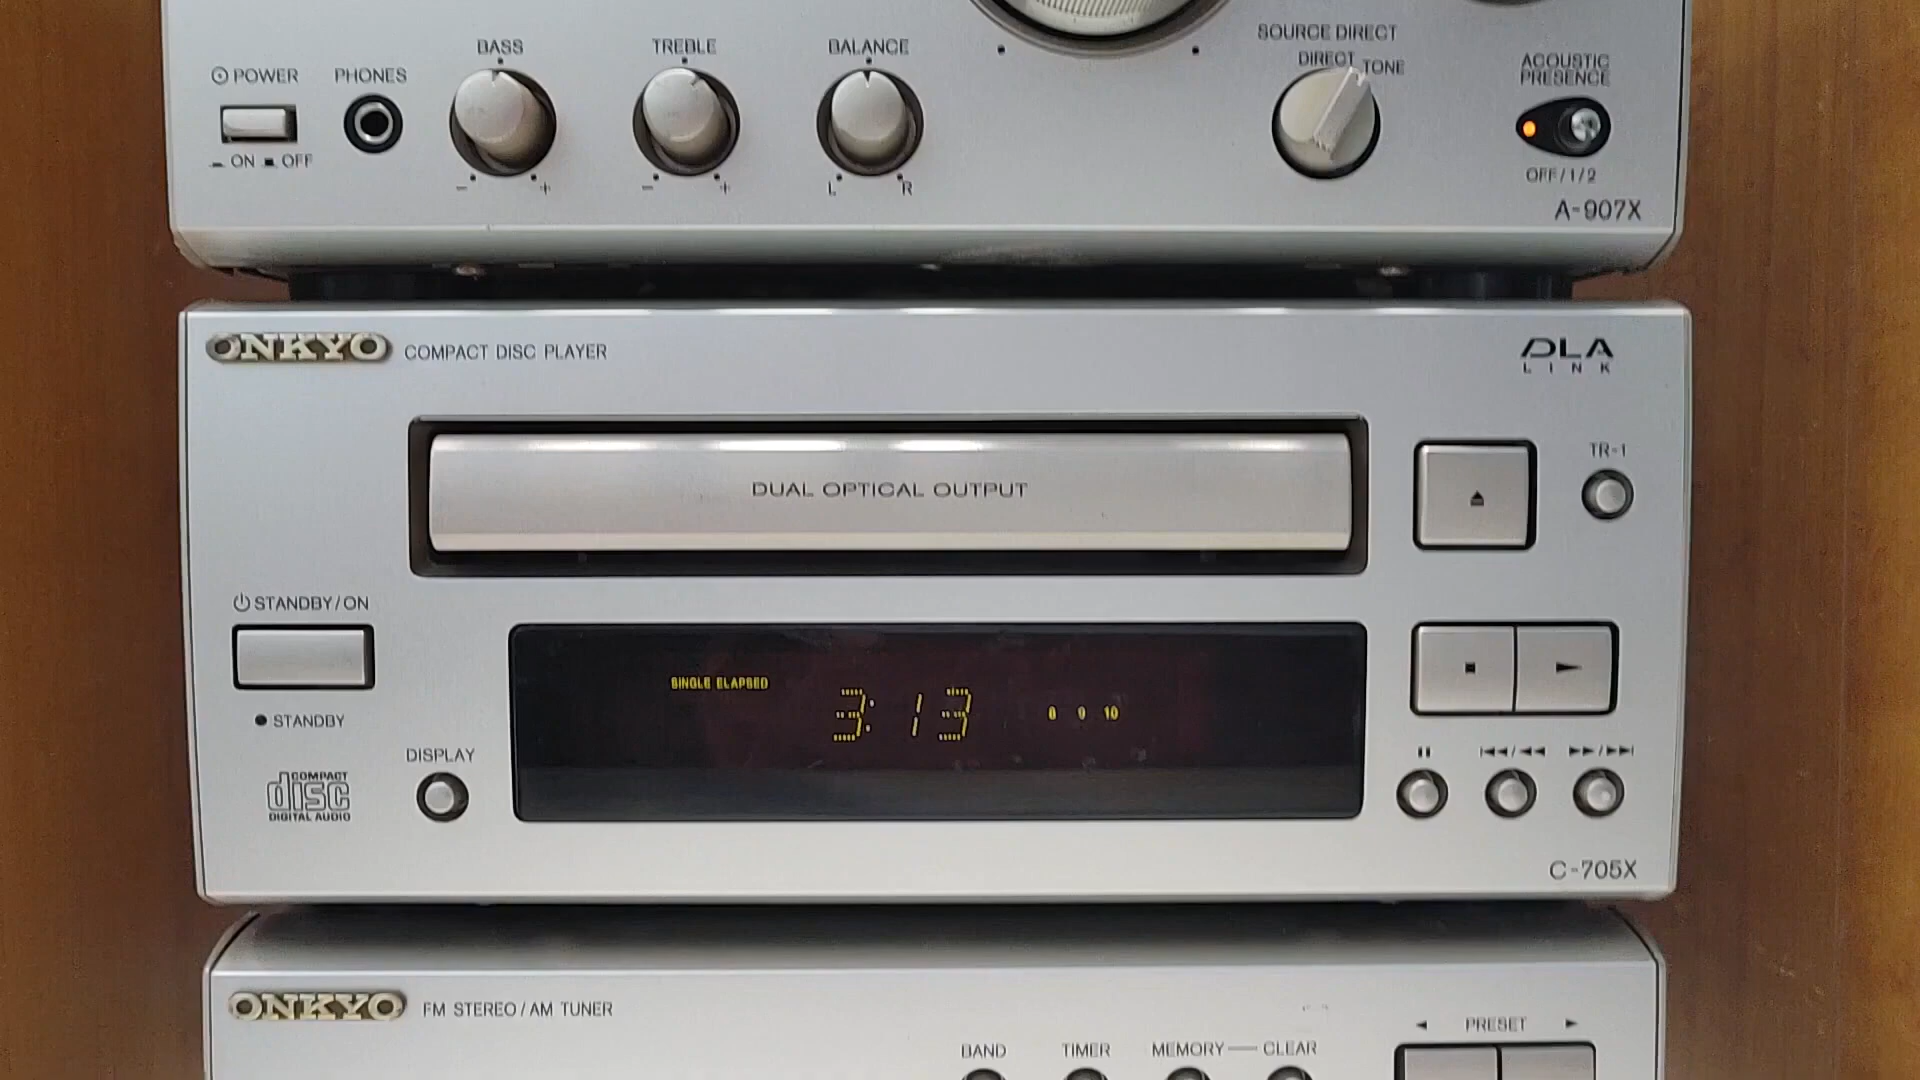 SOURCE DIRECT
BASS
TREBLE
BALANCE
DIRECT TONE
POWER
PHONES
ACOUSTIC
PRESENCE
ON OFF
- +
- +
L R
OFF/1/2
A-907X
ONKYO COMPACT DISC PLAYER
DLA
LINK
DUAL OPTICAL OUTPUT
TR-1
STANDBY/ON
SINGLE ELAPSED
3:13
8 9 10
STANDBY
DISPLAY
COMPACT
disc
DIGITAL AUDIO
C-705X
ONKYO FM STEREO/AM TUNER
PRESET
BAND
TIMER
MEMORY
CLEAR